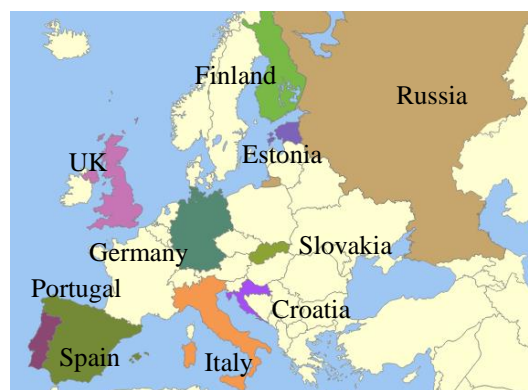 Finland
Russia
UK
Estonia
Germany
Slovakia
Portugal
Croatia
Spain
Italy